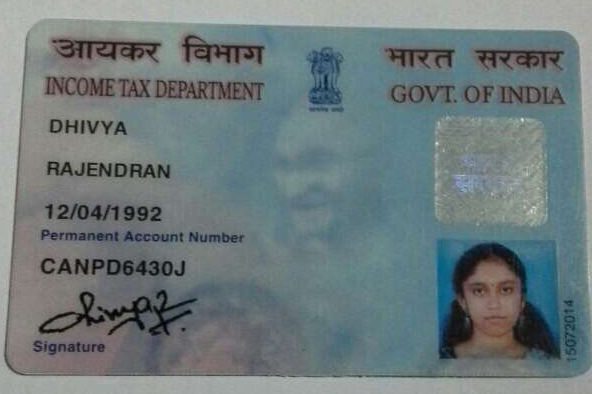 आयकर विभाग
भारत सरकार
INCOME TAX DEPARTMENT
GOVT. OF INDIA
DHIVYA
RAJENDRAN
12/04/1992
Permanent Account Number
CANPD6430J
Signature
15072014